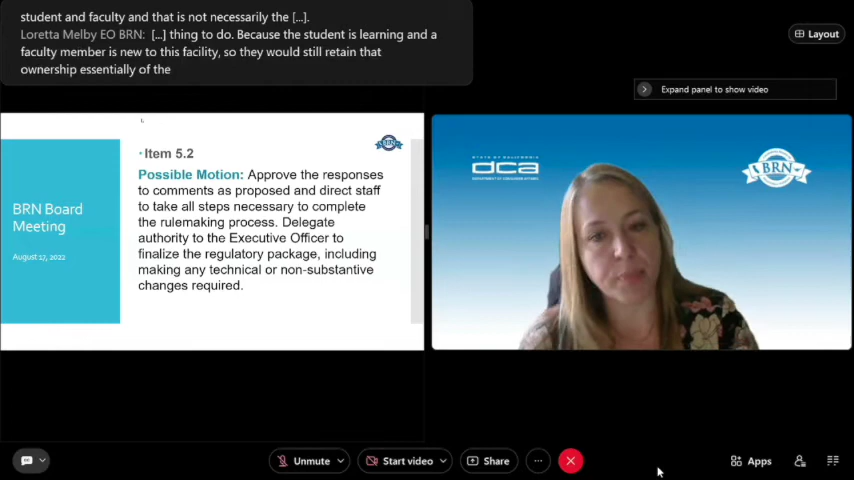 student and faculty and that is not necessarily the [...].
Loretta Melby EO BRN: [...] thing to do. Because the student is learning and a
faculty member is new to this facility, so they would still retain that
ownership essentially of the
Layout
Expand panel to show video
BRN Board
Meeting
August 17, 2022
• Item 5.2
BRN
Possible Motion: Approve the responses
to comments as proposed and direct staff
to take all steps necessary to complete
the rulemaking process. Delegate
authority to the Executive Officer to
finalize the regulatory package, including
making any technical or non-substantive
changes required.
STATE OF CALIFORNIA
dca
DEPARTMENT OF CONSUMER AFFAIRS
BRN
Unmute
Start video
Share
Apps